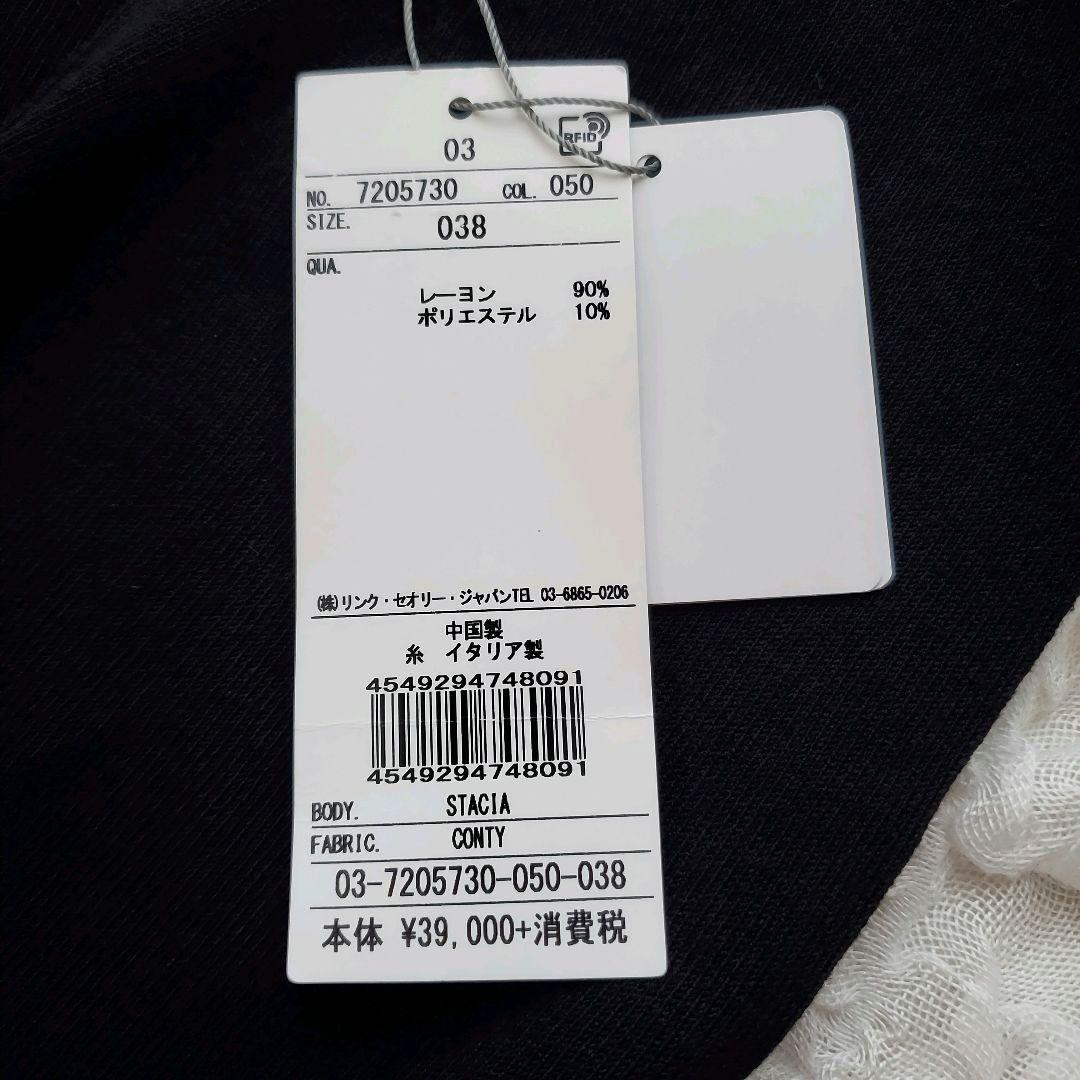 RFID
03
NO. 7205730 COL. 050
SIZE. 038
QUA.
レーヨン 90%
ポリエステル 10%
(株)リンク・セオリー・ジャパンTEL 03-6865-0206
中国製
糸 イタリア製
4549294748091
4549294748091
BODY. STACIA
FABRIC. CONTY
03-7205730-050-038
本体 ¥39,000+消費税